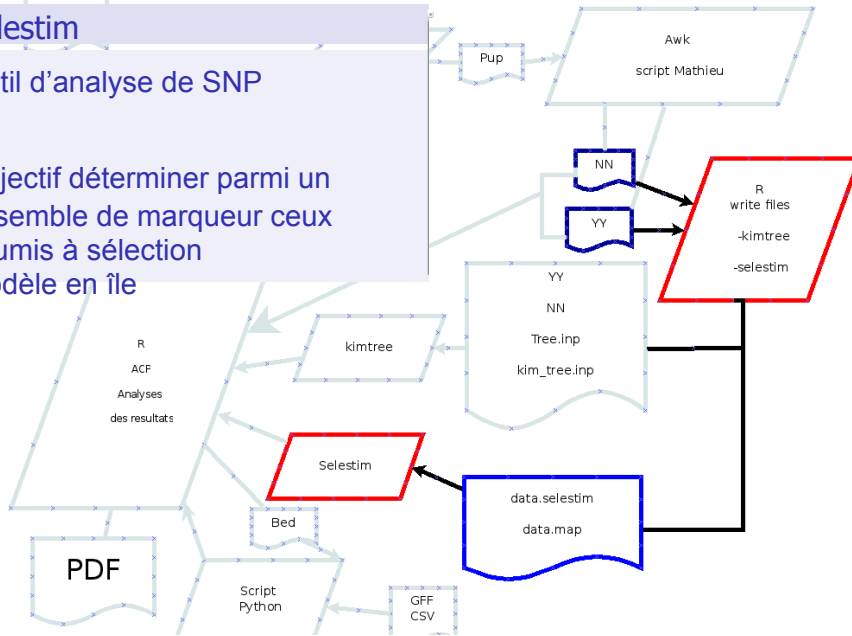 lestim
til d'analyse de SNP
jectif déterminer parmi un
semble de marqueur ceux
umis à sélection
dèle en île
Pup
Awk
script Mathieu
NN
YY
R
write files
-kimtree
-selestim
YY
NN
Tree.inp
kim_tree.inp
kimtree
R
ACP
Analyses
des resultats
Selestim
data.selestim
data.map
Bed
PDF
Script
Python
GFF
CSV